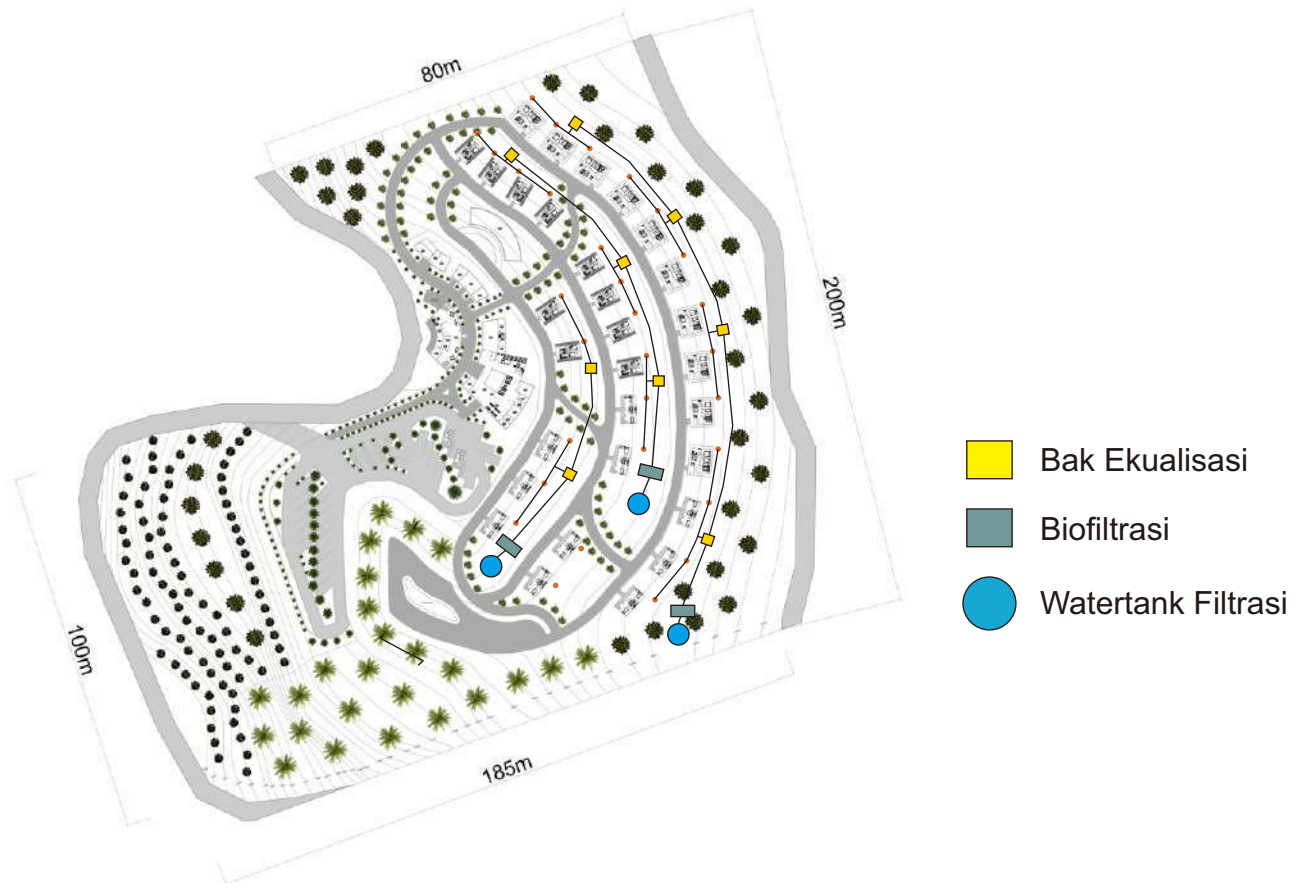 80m
200m
100m
185m
Bak Ekualisasi
Biofiltrasi
Watertank Filtrasi